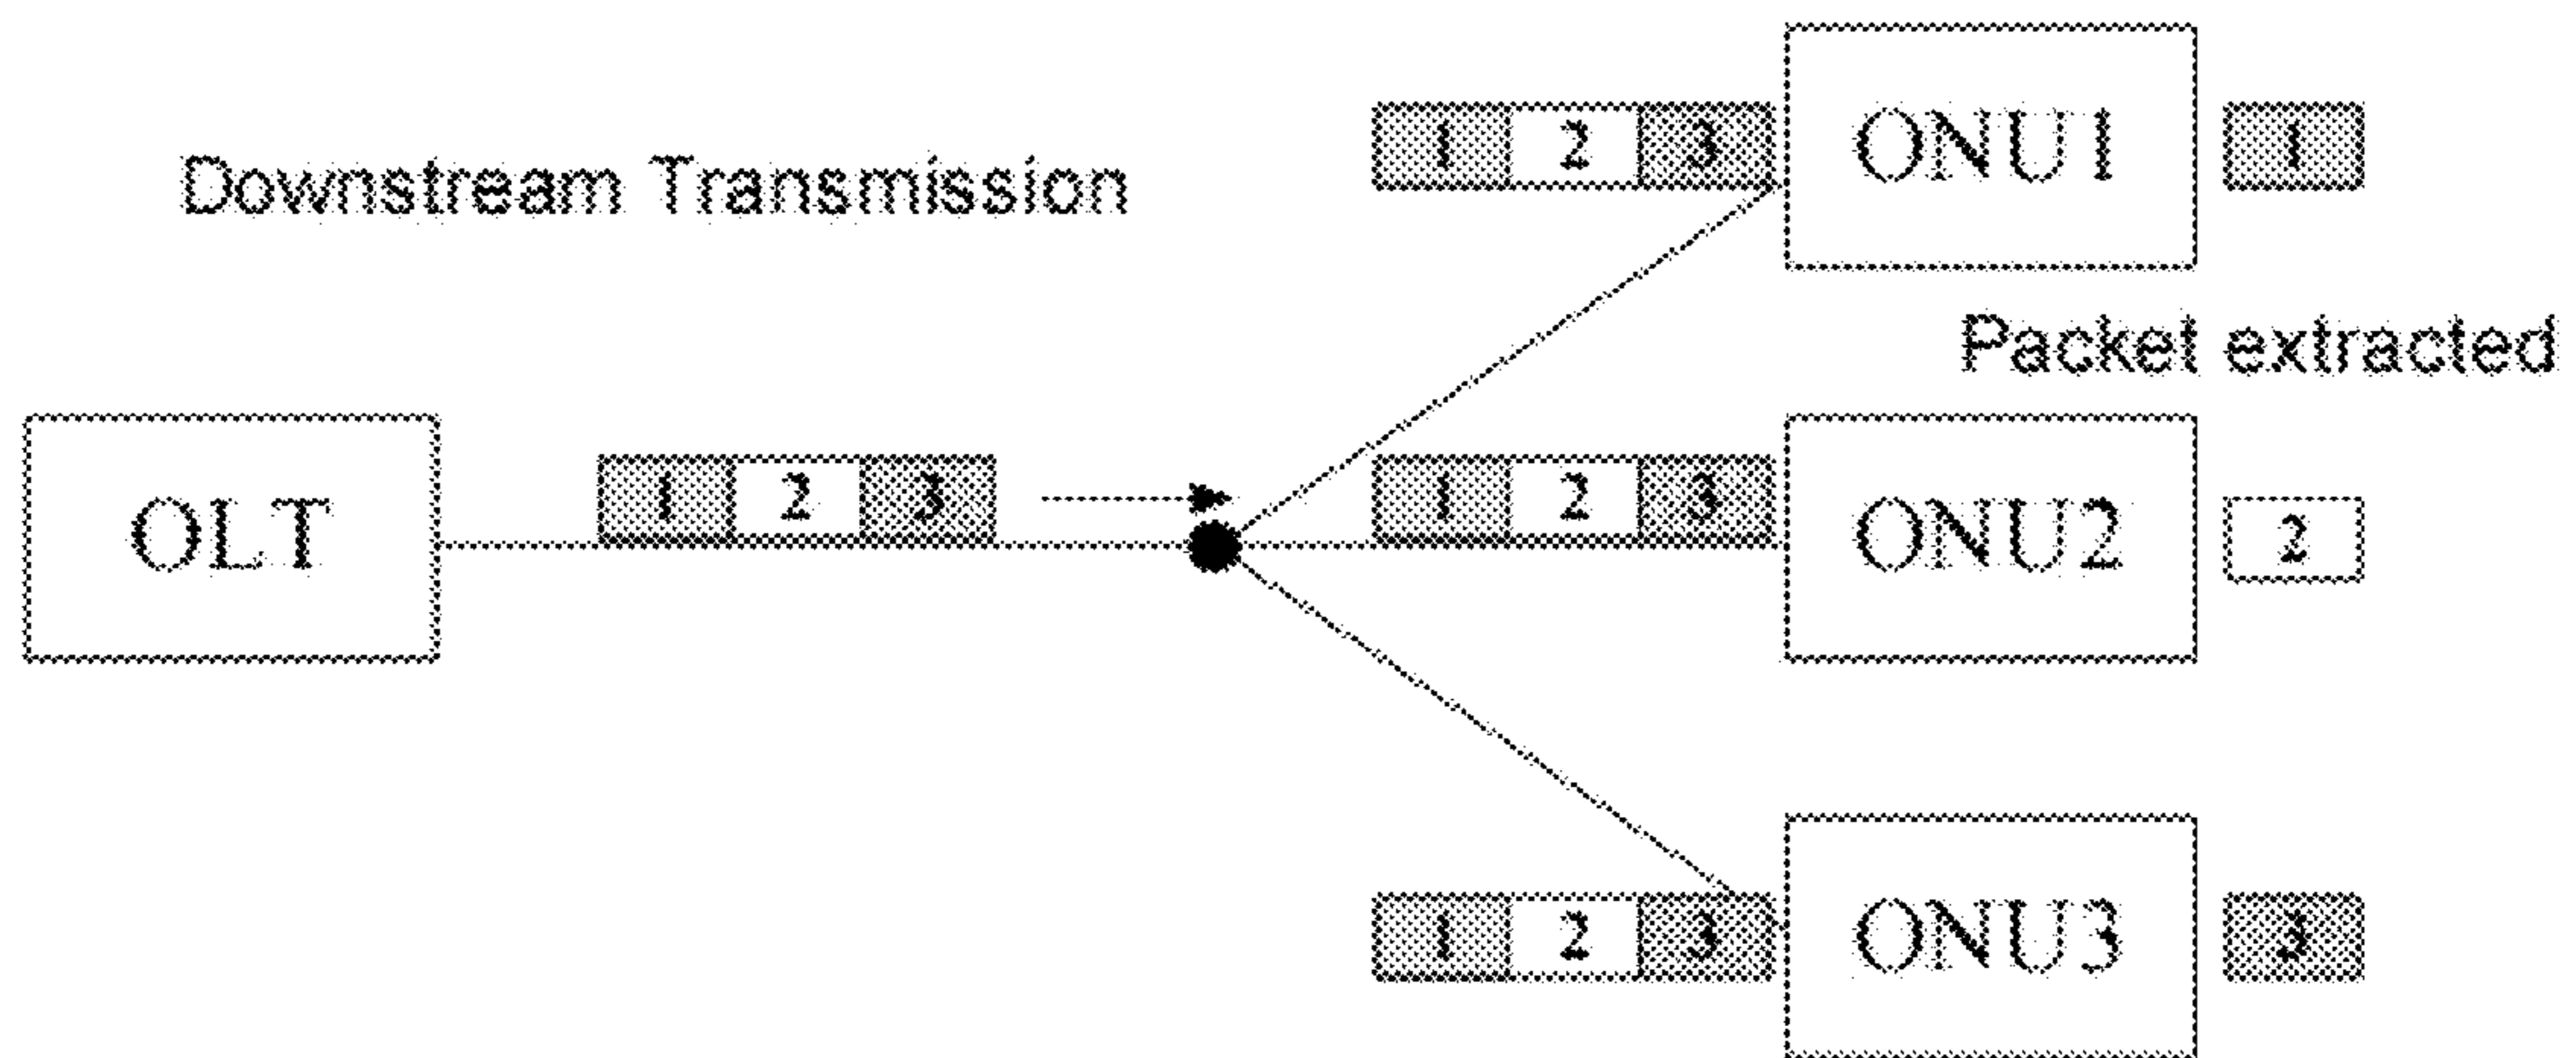 1 2 3 ONU1 1
Downstream Transmission
Packet extracted
OLT 1 2 3 1 2 3 ONU2 2
1 2 3 ONU3 3